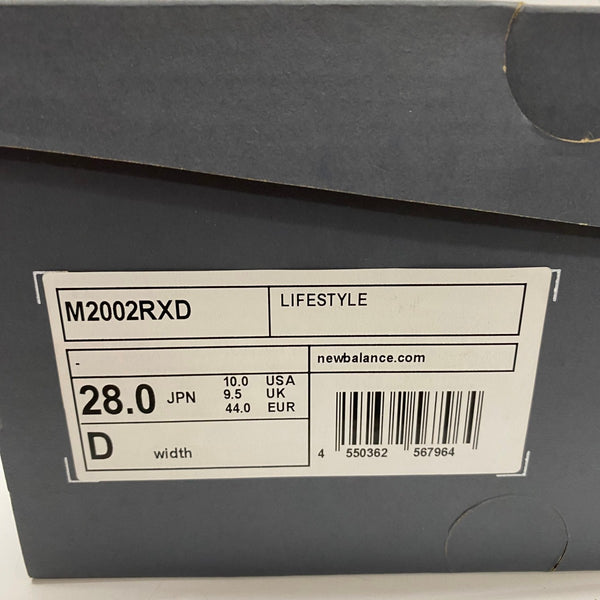 M2002RXD
LIFESTYLE
-
newbalance.com
28.0 JPN
10.0 USA
9.5 UK
44.0 EUR
D width
4 550362 567964